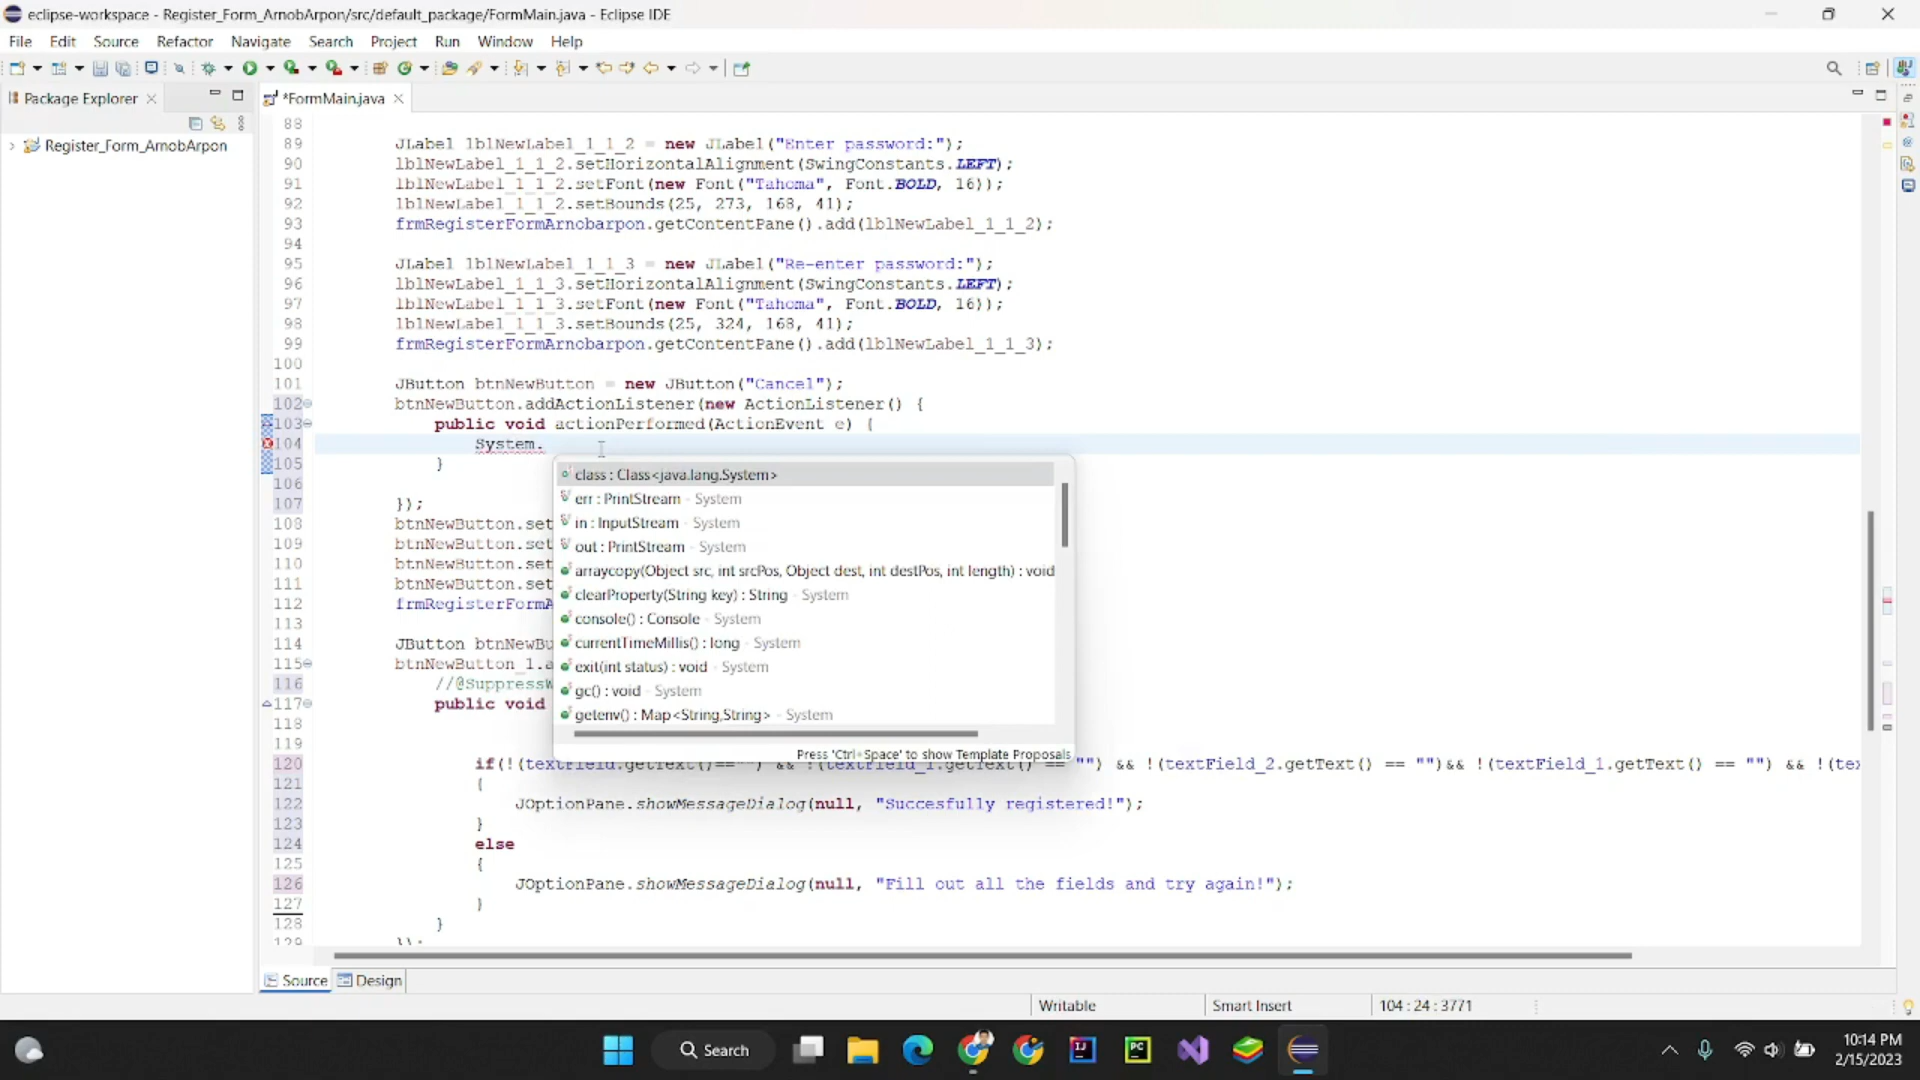 eclipse-workspace - Register_Form_ArnobArpon/src/default_package/FormMain.java - Eclipse IDE
File Edit Source Refactor Navigate Search Project Run Window Help
Package Explorer
*FormMain.java
Register_Form_ArnobArpon
88
89 JLabel lblNewLabel_1_1_2 = new JLabel("Enter password:");
90 lblNewLabel_1_1_2.setHorizontalAlignment(SwingConstants.LEFT);
91 lblNewLabel_1_1_2.setFont(new Font("Tahoma", Font.BOLD, 16));
92 lblNewLabel_1_1_2.setBounds(25, 273, 168, 41);
93 frmRegisterFormArnobarpon.getContentPane().add(lblNewLabel_1_1_2);
94
95 JLabel lblNewLabel_1_1_3 = new JLabel("Re-enter password:");
96 lblNewLabel_1_1_3.setHorizontalAlignment(SwingConstants.LEFT);
97 lblNewLabel_1_1_3.setFont(new Font("Tahoma", Font.BOLD, 16));
98 lblNewLabel_1_1_3.setBounds(25, 324, 168, 41);
99 frmRegisterFormArnobarpon.getContentPane().add(lblNewLabel_1_1_3);
100
101 JButton btnNewButton = new JButton("Cancel");
102 btnNewButton.addActionListener(new ActionListener() {
103 public void actionPerformed(ActionEvent e) {
104 System.
105 }
106
107 });
108 btnNewButton.set
109 btnNewButton.set
110 btnNewButton.set
111 btnNewButton.set
112 frmRegisterFormA
113
114 JButton btnNewBu
115 btnNewButton_1.a
116 //@SuppressW
117 public void
118
119
120 if(!(textField.getText()=="") && !(textField_1.getText() == "") && !(textField_2.getText() == "")&& !(textField_1.getText() == "") && !(tex
121 {
122 JOptionPane.showMessageDialog(null, "Succesfully registered!");
123 }
124 else
125 {
126 JOptionPane.showMessageDialog(null, "Fill out all the fields and try again!");
127 }
128 }
129 });
class : Class<java.lang.System>
err : PrintStream - System
in : InputStream - System
out : PrintStream - System
arraycopy(Object src, int srcPos, Object dest, int destPos, int length) : void
clearProperty(String key) : String - System
console() : Console - System
currentTimeMillis() : long - System
exit(int status) : void - System
gc() : void - System
getenv() : Map<String,String> - System
Press 'Ctrl+Space' to show Template Proposals
Source Design
Writable Smart Insert 104 : 24 : 3771
Search
10:14 PM
2/15/2023